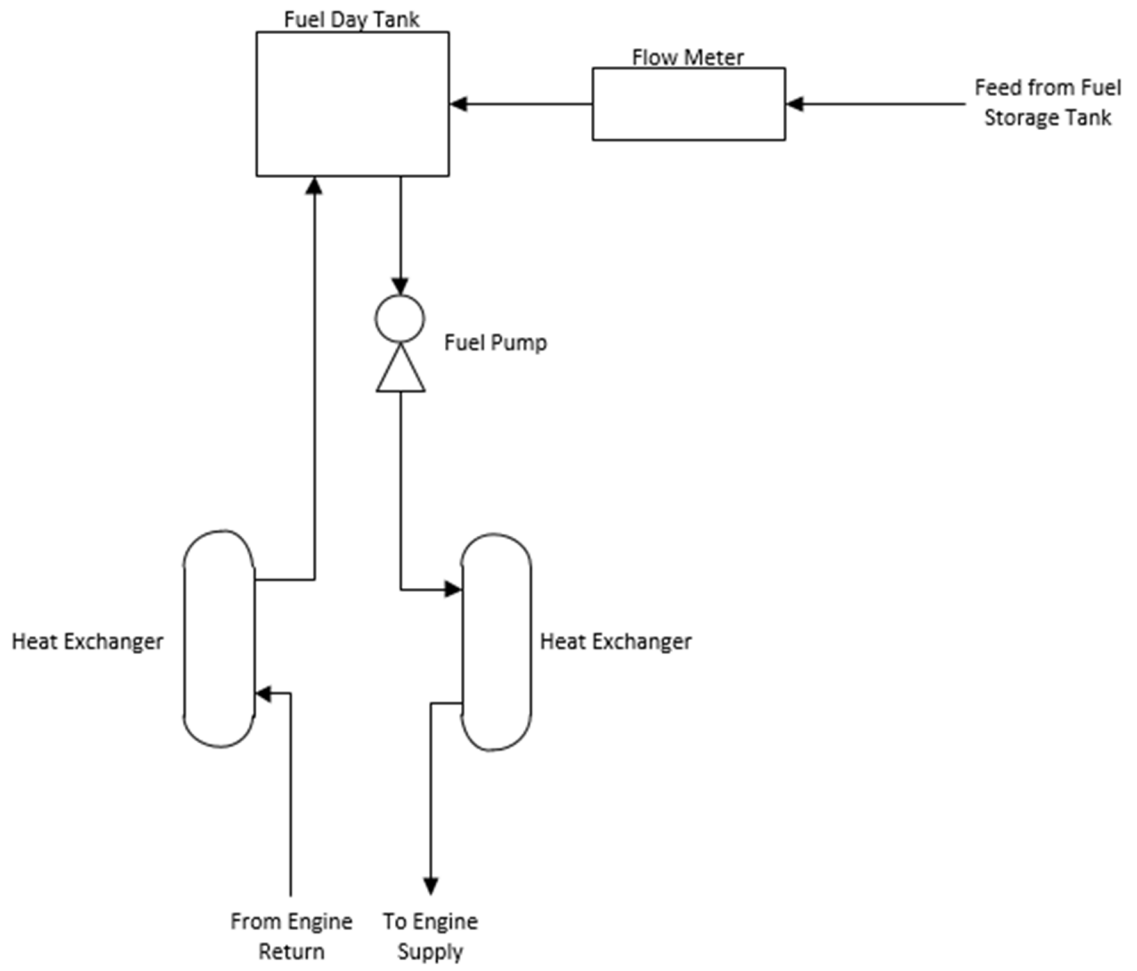 Fuel Day Tank
Flow Meter
Feed from Fuel
Storage Tank
Fuel Pump
Heat Exchanger
Heat Exchanger
From Engine
Return
To Engine
Supply